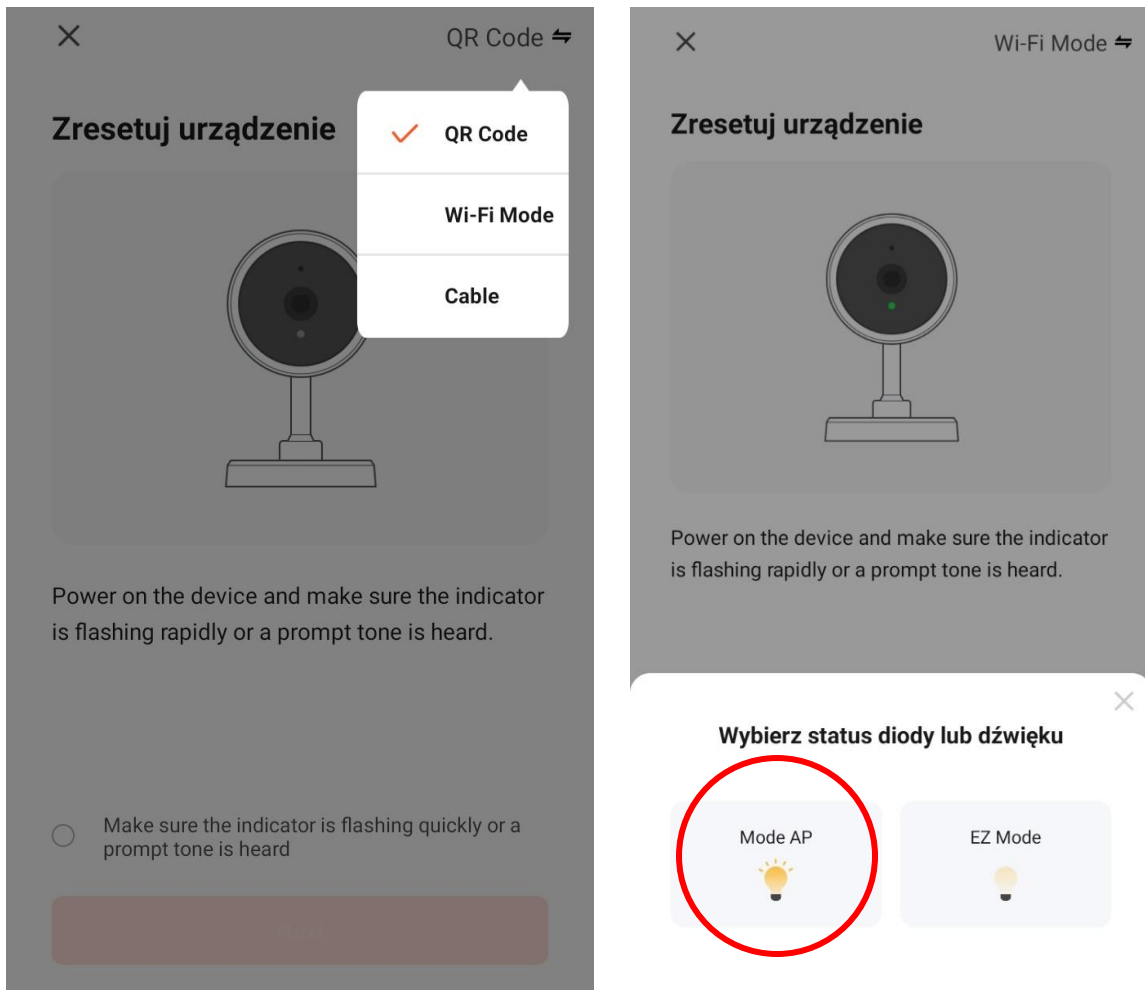 QR Code
Zresetuj urządzenie
QR Code
Wi-Fi Mode
Cable
Power on the device and make sure the indicator
is flashing rapidly or a prompt tone is heard.
Make sure the indicator is flashing quickly or a
prompt tone is heard
Wi-Fi Mode
Zresetuj urządzenie
Power on the device and make sure the indicator
is flashing rapidly or a prompt tone is heard.
Wybierz status diody lub dźwięku
Mode AP
EZ Mode